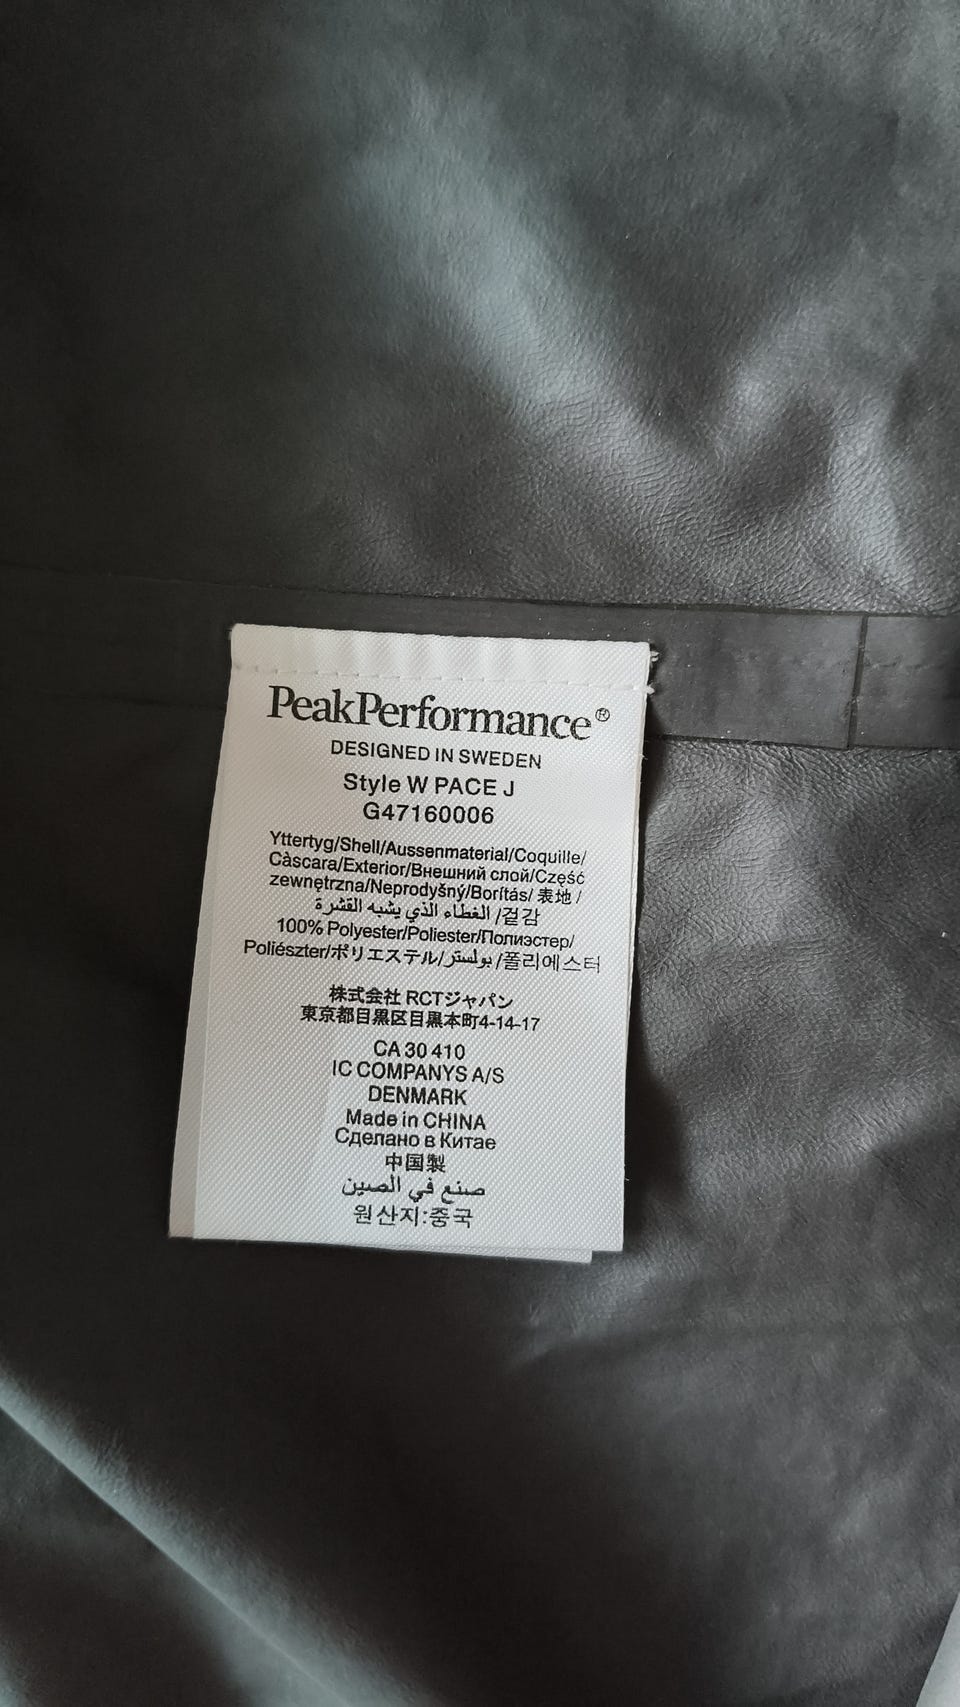 PeakPerformance®
DESIGNED IN SWEDEN
Style W PACE J
G47160006
Yttertyg/Shell/Aussenmaterial/Coquille/
Càscara/Exterior/Внешний слой/Część
zewnętrzna/Neprodyšný/Borítás/ 表地 /
الغطاء الذي يشبه القشرة /겉감
100% Polyester/Poliester/Полиэстер/
Poliészter/ポリエステル/بولستر /폴리에스터
株式会社 RCTジャパン
東京都目黒区目黒本町4-14-17
CA 30 410
IC COMPANYS A/S
DENMARK
Made in CHINA
Сделано в Китае
中国製
صنع في الصين
원산지:중국